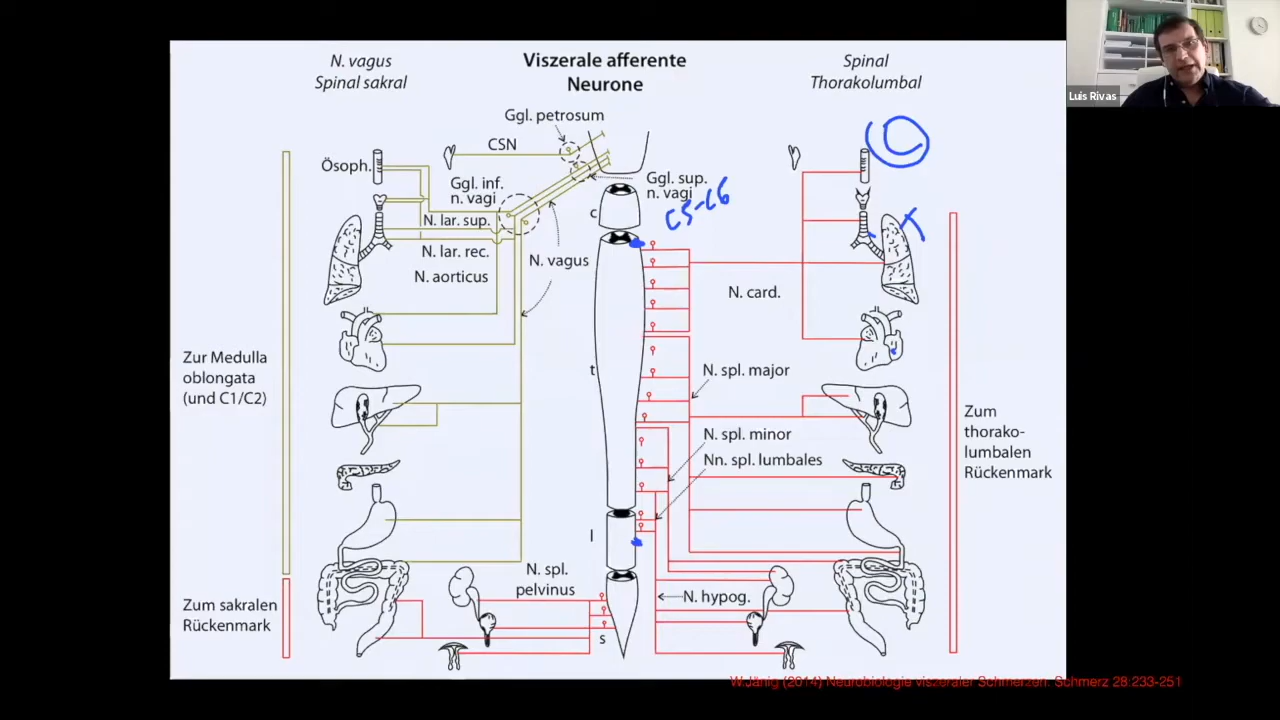 N. vagus
Spinal sakral
Viszerale afferente
Neurone
Spinal
Thorakolumbal
Luis Rivas
Ggl. petrosum
CSN
Ösoph.
Ggl. inf.
n. vagi
Ggl. sup.
n. vagi
C5-C6
c
N. lar. sup.
N. lar. rec.
N. aorticus
N. vagus
N. card.
Zur Medulla
oblongata
(und C1/C2)
t
N. spl. major
N. spl. minor
Nn. spl. lumbales
Zum
thorako-
lumbalen
Rückenmark
l
N. spl.
pelvinus
N. hypog.
Zum sakralen
Rückenmark
s
W.Jänig (2014) Neurobiologie viszeraler Schmerzen. Schmerz 28:233-251